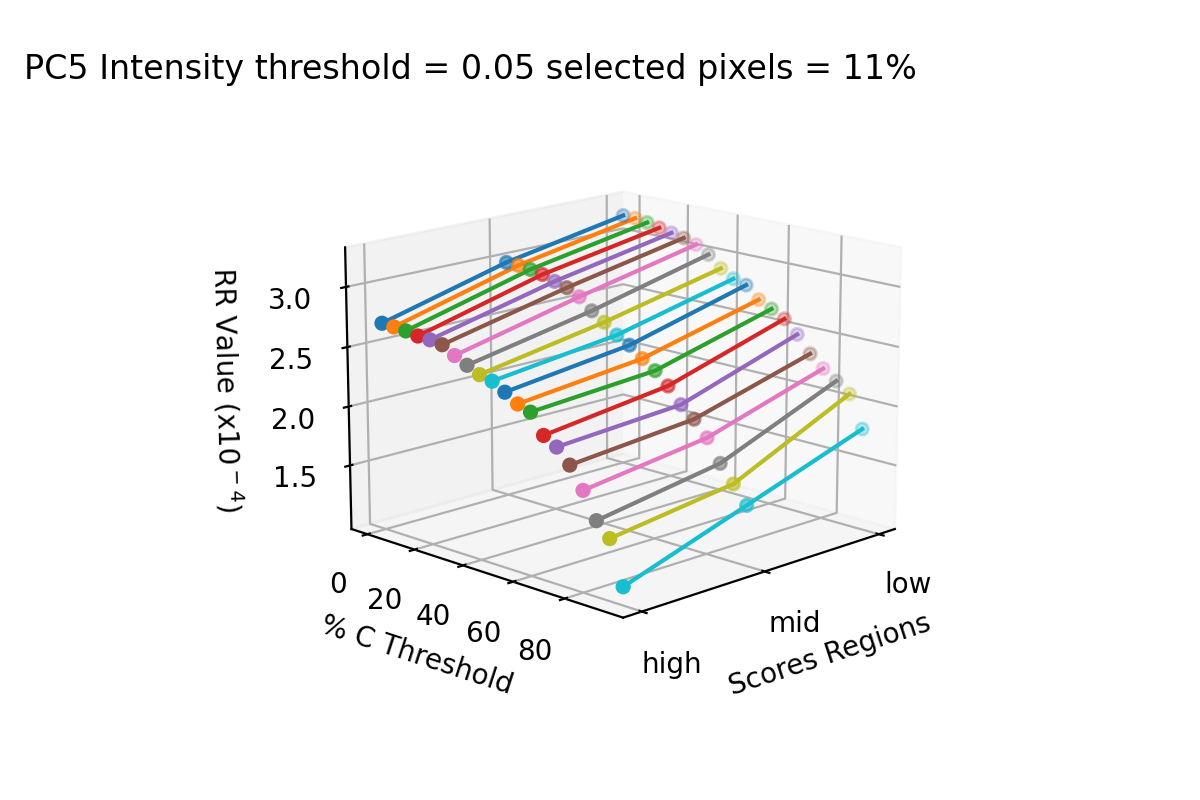 PC5 Intensity threshold = 0.05 selected pixels = 11%
RR Value (x10⁻⁴)
3.0
2.5
2.0
1.5
0
20
40
60
80
% C Threshold
high
mid
low
Scores Regions